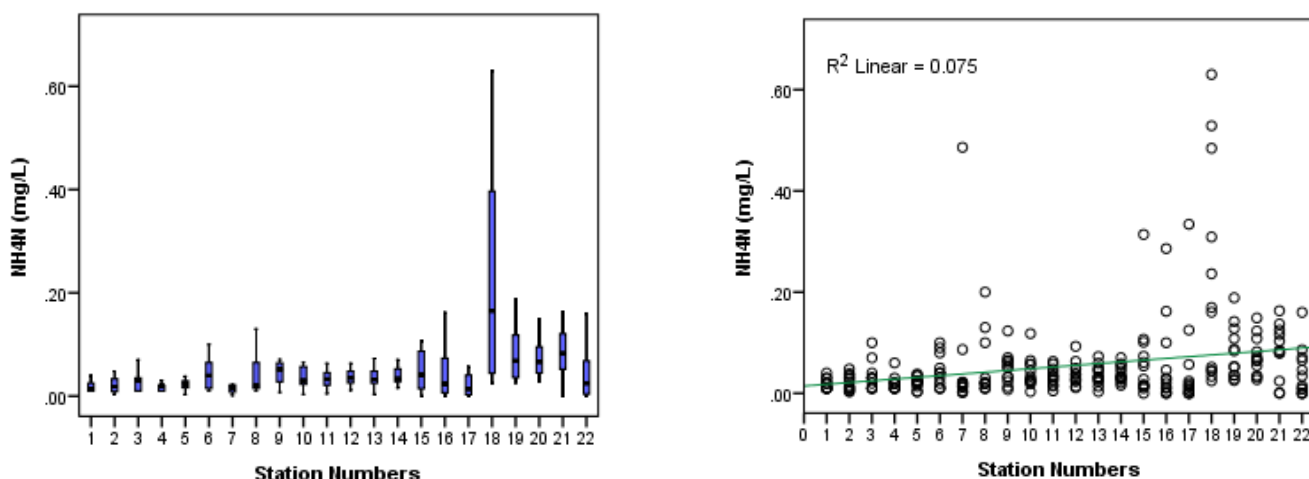 .60
.40
.20
.00
NH4N (mg/L)
1 2 3 4 5 6 7 8 9 10 11 12 13 14 15 16 17 18 19 20 21 22
Station Numbers
R2 Linear = 0.075
.60
.40
.20
.00
NH4N (mg/L)
0 1 2 3 4 5 6 7 8 9 10 11 12 13 14 15 16 17 18 19 20 21 22
Station Numbers